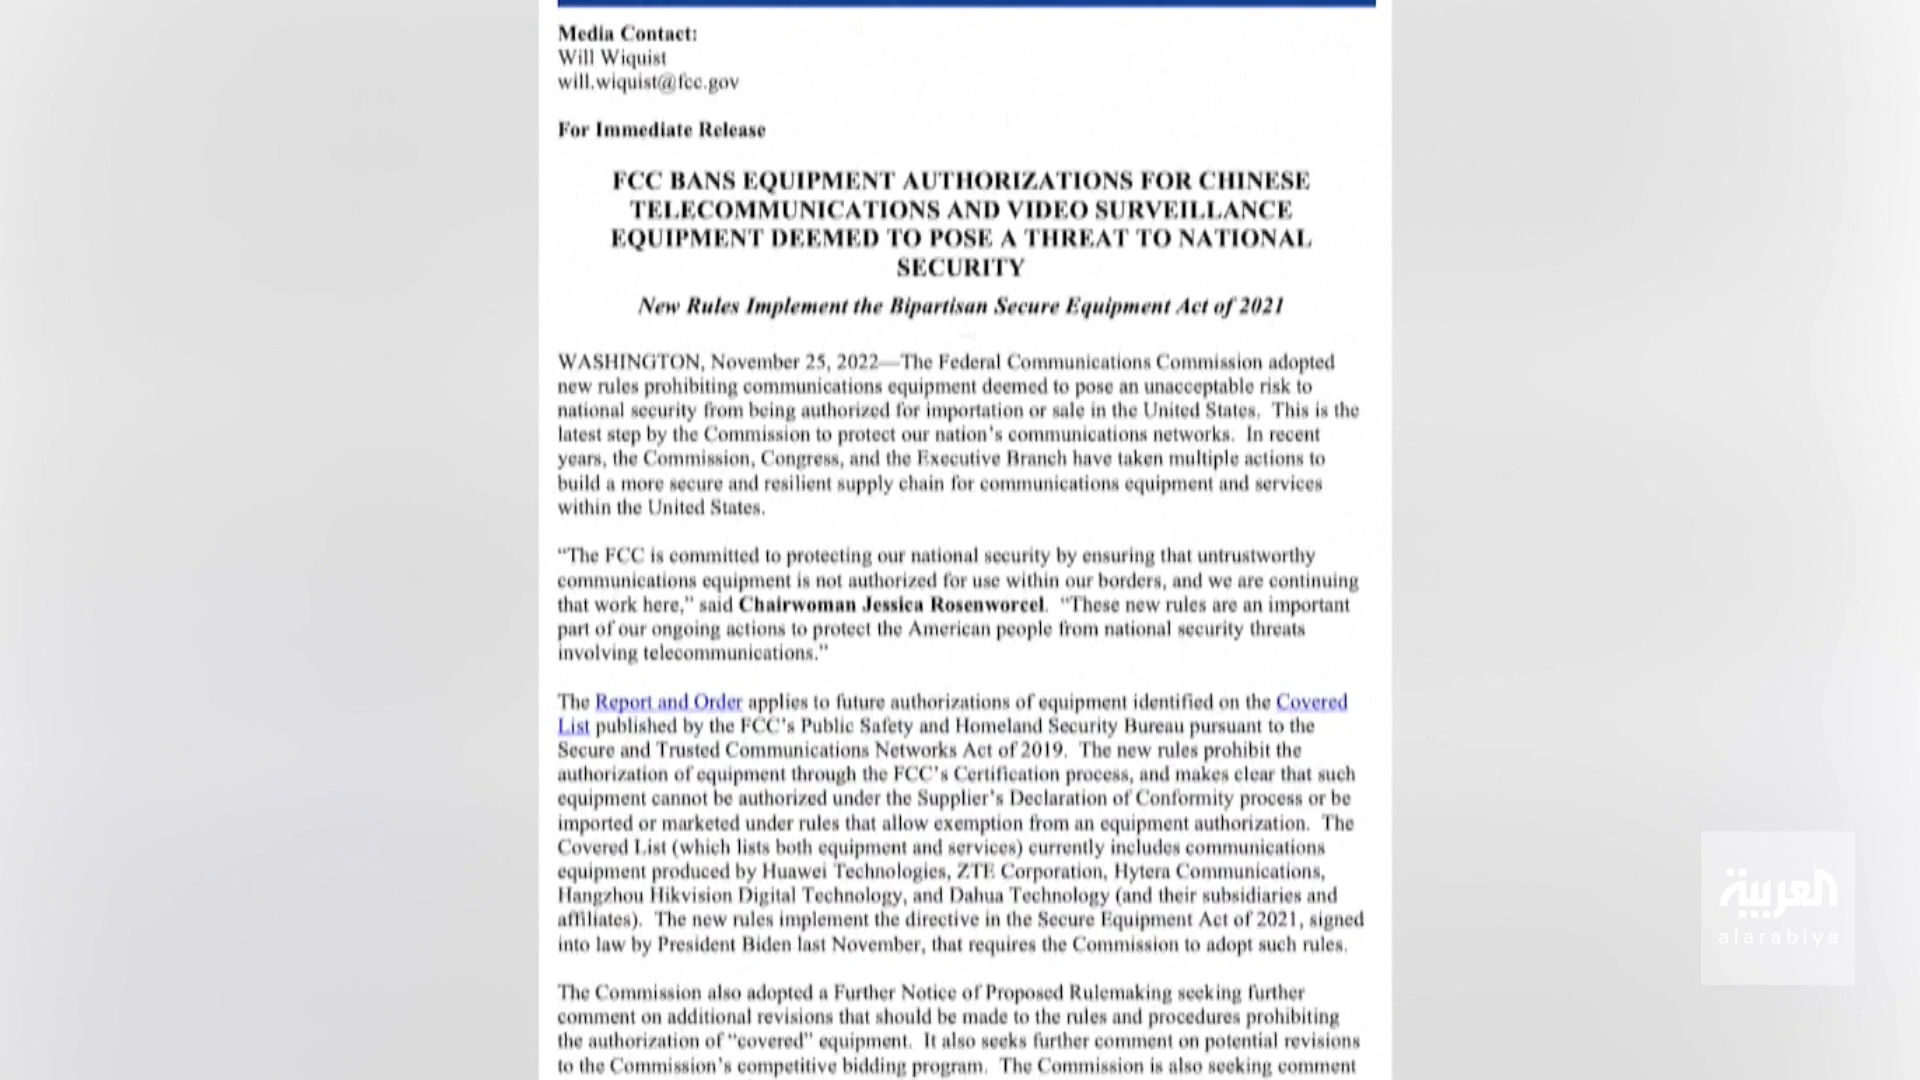 Media Contact:
Will Wiquist
will.wiquist@fcc.gov
For Immediate Release
FCC BANS EQUIPMENT AUTHORIZATIONS FOR CHINESE
TELECOMMUNICATIONS AND VIDEO SURVEILLANCE
EQUIPMENT DEEMED TO POSE A THREAT TO NATIONAL
SECURITY
New Rules Implement the Bipartisan Secure Equipment Act of 2021
WASHINGTON, November 25, 2022—The Federal Communications Commission adopted
new rules prohibiting communications equipment deemed to pose an unacceptable risk to
national security from being authorized for importation or sale in the United States. This is the
latest step by the Commission to protect our nation's communications networks. In recent
years, the Commission, Congress, and the Executive Branch have taken multiple actions to
build a more secure and resilient supply chain for communications equipment and services
within the United States.
“The FCC is committed to protecting our national security by ensuring that untrustworthy
communications equipment is not authorized for use within our borders, and we are continuing
that work here,” said Chairwoman Jessica Rosenworcel. “These new rules are an important
part of our ongoing actions to protect the American people from national security threats
involving telecommunications.”
The Report and Order applies to future authorizations of equipment identified on the Covered
List published by the FCC's Public Safety and Homeland Security Bureau pursuant to the
Secure and Trusted Communications Networks Act of 2019. The new rules prohibit the
authorization of equipment through the FCC's Certification process, and makes clear that such
equipment cannot be authorized under the Supplier's Declaration of Conformity process or be
imported or marketed under rules that allow exemption from an equipment authorization. The
Covered List (which lists both equipment and services) currently includes communications
equipment produced by Huawei Technologies, ZTE Corporation, Hytera Communications,
Hangzhou Hikvision Digital Technology, and Dahua Technology (and their subsidiaries and
affiliates). The new rules implement the directive in the Secure Equipment Act of 2021, signed
into law by President Biden last November, that requires the Commission to adopt such rules.
The Commission also adopted a Further Notice of Proposed Rulemaking seeking further
comment on additional revisions that should be made to the rules and procedures prohibiting
the authorization of “covered” equipment. It also seeks further comment on potential revisions
to the Commission's competitive bidding program. The Commission is also seeking comment
العربية
alarabiya